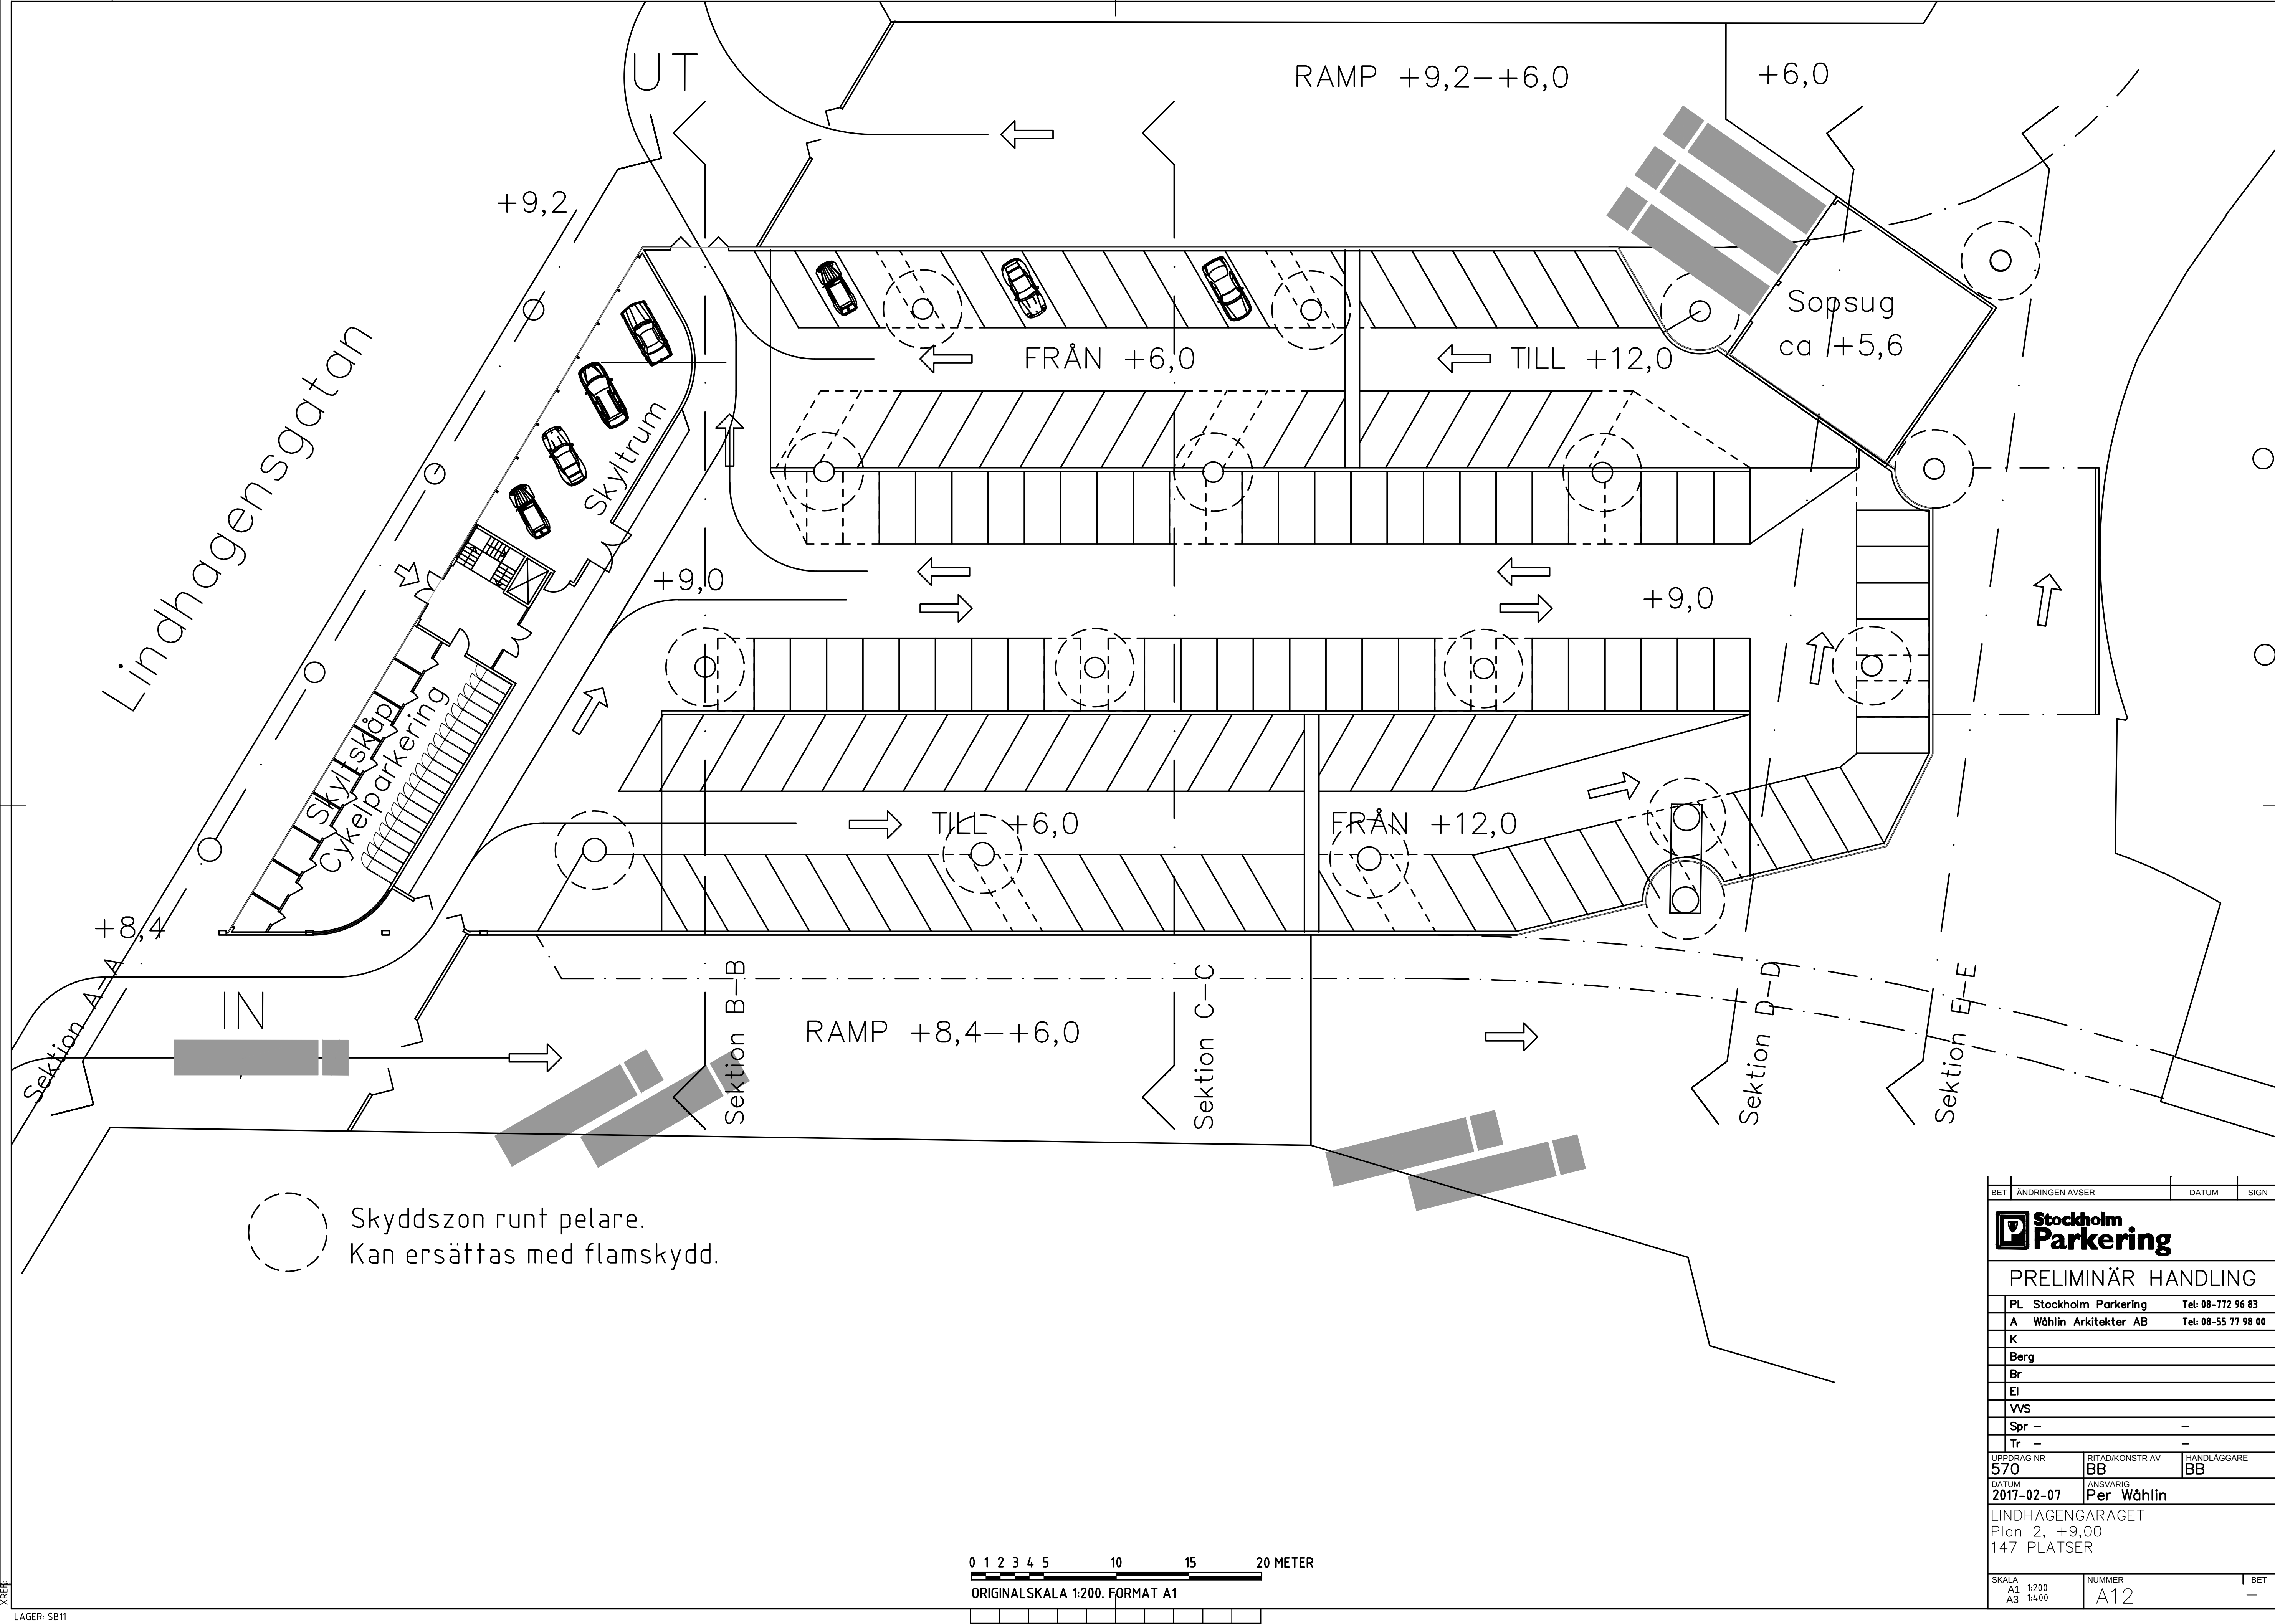 UT
RAMP +9,2-+6,0
+6,0
+9,2
Sopsug
ca +5,6
FRÅN +6,0
TILL +12,0
Lindhagensgatan
Skyltrum
+9,0
+9,0
Skyltskåp
Cykelparkering
TILL +6,0
FRÅN +12,0
+8,4
Sektion A-A
IN
RAMP +8,4-+6,0
Sektion B-B
Sektion C-C
Sektion D-D
Sektion E-E
Skyddszon runt pelare.
Kan ersättas med flamskydd.
BET ÄNDRINGEN AVSER DATUM SIGN
Stockholm
Parkering
PRELIMINÄR HANDLING
PL Stockholm Parkering Tel: 08-772 96 83
A Wåhlin Arkitekter AB Tel: 08-55 77 98 00
K
Berg
Br
El
VVS
Spr - -
Tr - -
UPPDRAG NR RITAD/KONSTR AV HANDLÄGGARE
570 BB BB
DATUM ANSVARIG
2017-02-07 Per Wåhlin
LINDHAGENGARAGET
Plan 2, +9,00
147 PLATSER
SKALA NUMMER BET
A1 1:200
A3 1:400
A12 -
0 1 2 3 4 5 10 15 20 METER
ORIGINALSKALA 1:200. FORMAT A1
XREF:
LAGER: SB11